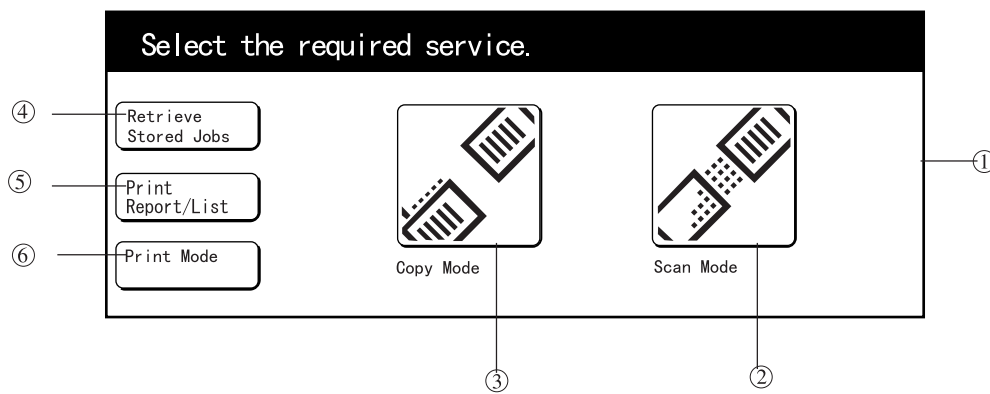 Select the required service.
④
Retrieve
Stored Jobs
①
⑤
Print
Report/List
⑥
Print Mode
Copy Mode
Scan Mode
③
②